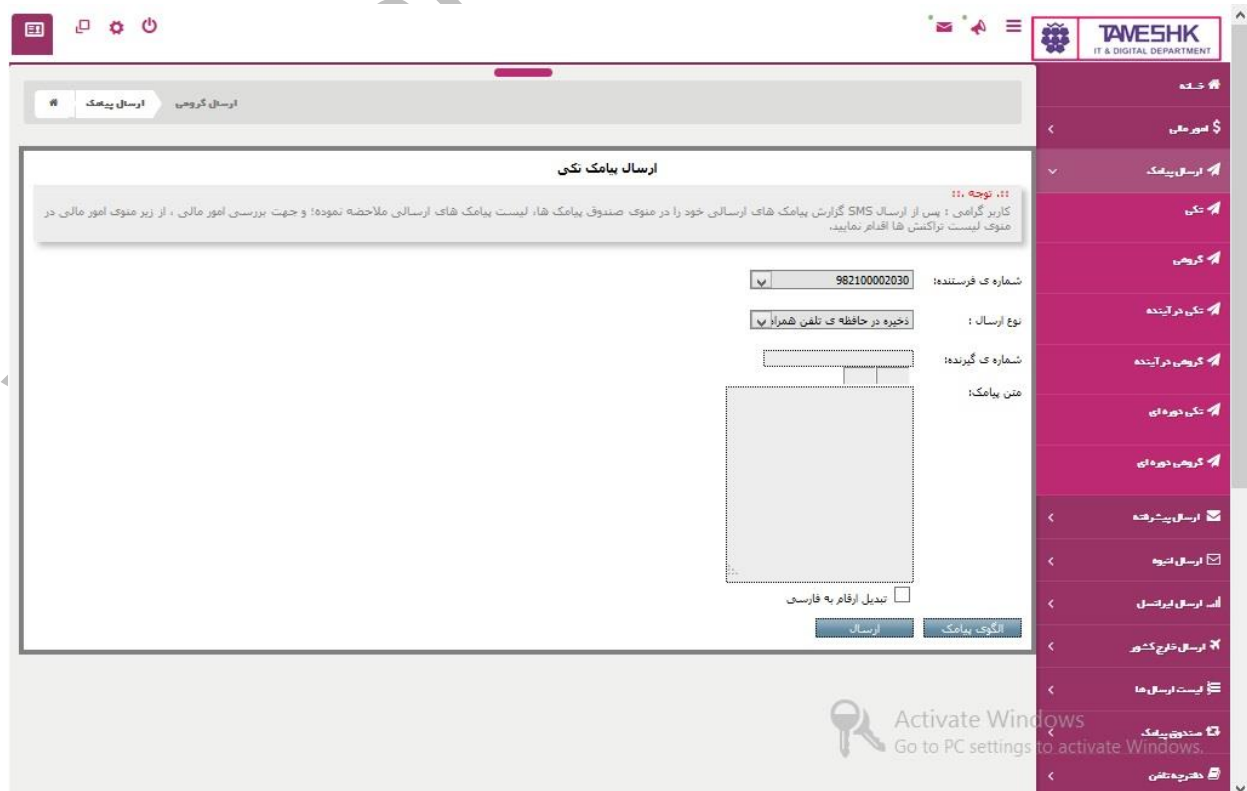 TAMESHK
IT & DIGITAL DEPARTMENT
خانه
امور مالی
ارسال پیامک
تکی
گروهی
تکی در آینده
گروهی در آینده
تکی دوره ای
گروهی دوره ای
ارسال پیشرفته
ارسال انبوه
ارسال ایرانسل
ارسال خارج کشور
لیست ارسال ها
صندوق پیامک
دفترچه تلفن
ارسال پیامک
ارسال گروهی
ارسال پیامک تکی
::. توجه .::
کاربر گرامی ؛ پس از ارسال SMS گزارش پیامک های ارسالی خود را در منوی صندوق پیامک ها، لیست پیامک های ارسالی ملاحضه نموده؛ و جهت بررسی امور مالی ، از زیر منوی امور مالی در
منوی لیست تراکنش ها اقدام نمایید.
شماره ی فرستنده:
982100002030
نوع ارسال :
ذخیره در حافظه ی تلفن همراه
شماره ی گیرنده:
متن پیامک:
تبدیل ارقام به فارسی
الگوی پیامک
ارسال
Activate Windows
Go to PC settings to activate Windows.